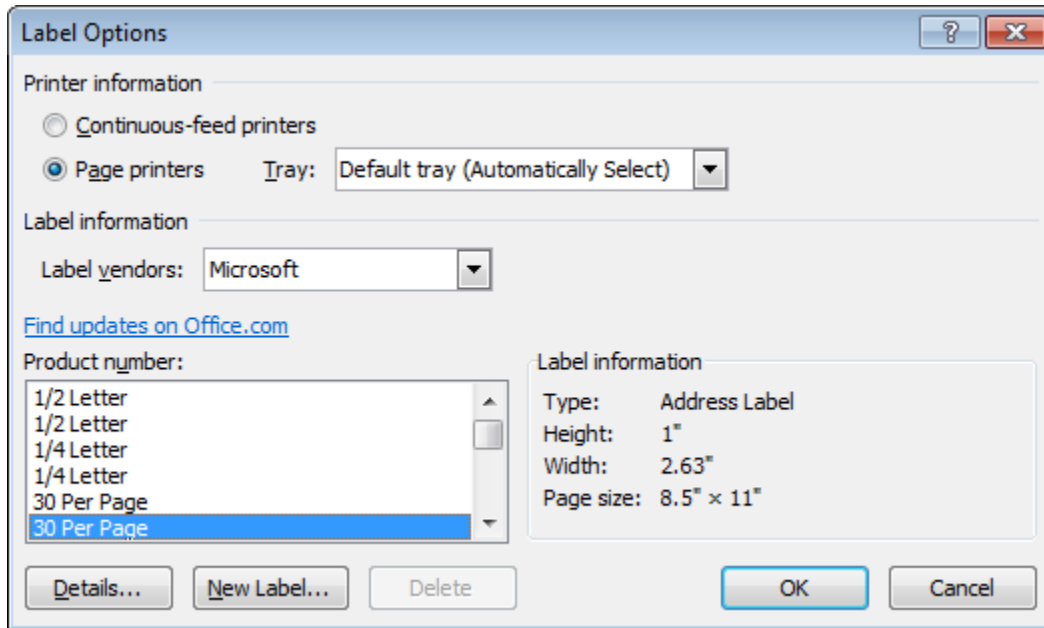 Label Options
Printer information
Continuous-feed printers
Page printers Tray: Default tray (Automatically Select)
Label information
Label vendors: Microsoft
Find updates on Office.com
Product number:
1/2 Letter
1/2 Letter
1/4 Letter
1/4 Letter
30 Per Page
30 Per Page
Label information
Type: Address Label
Height: 1"
Width: 2.63"
Page size: 8.5" × 11"
Details... New Label... Delete OK Cancel